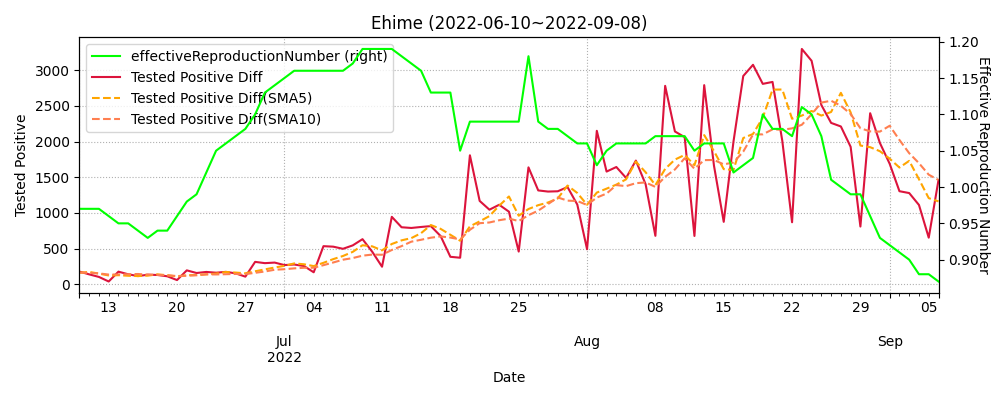 Ehime (2022-06-10~2022-09-08)
effectiveReproductionNumber (right)
Tested Positive Diff
Tested Positive Diff(SMA5)
Tested Positive Diff(SMA10)
Tested Positive
3000
2500
2000
1500
1000
500
0
Effective Reproduction Number
1.20
1.15
1.10
1.05
1.00
0.95
0.90
13 20 27 04 11 18 25 08 15 22 29 05
Jul Aug Sep
2022
Date